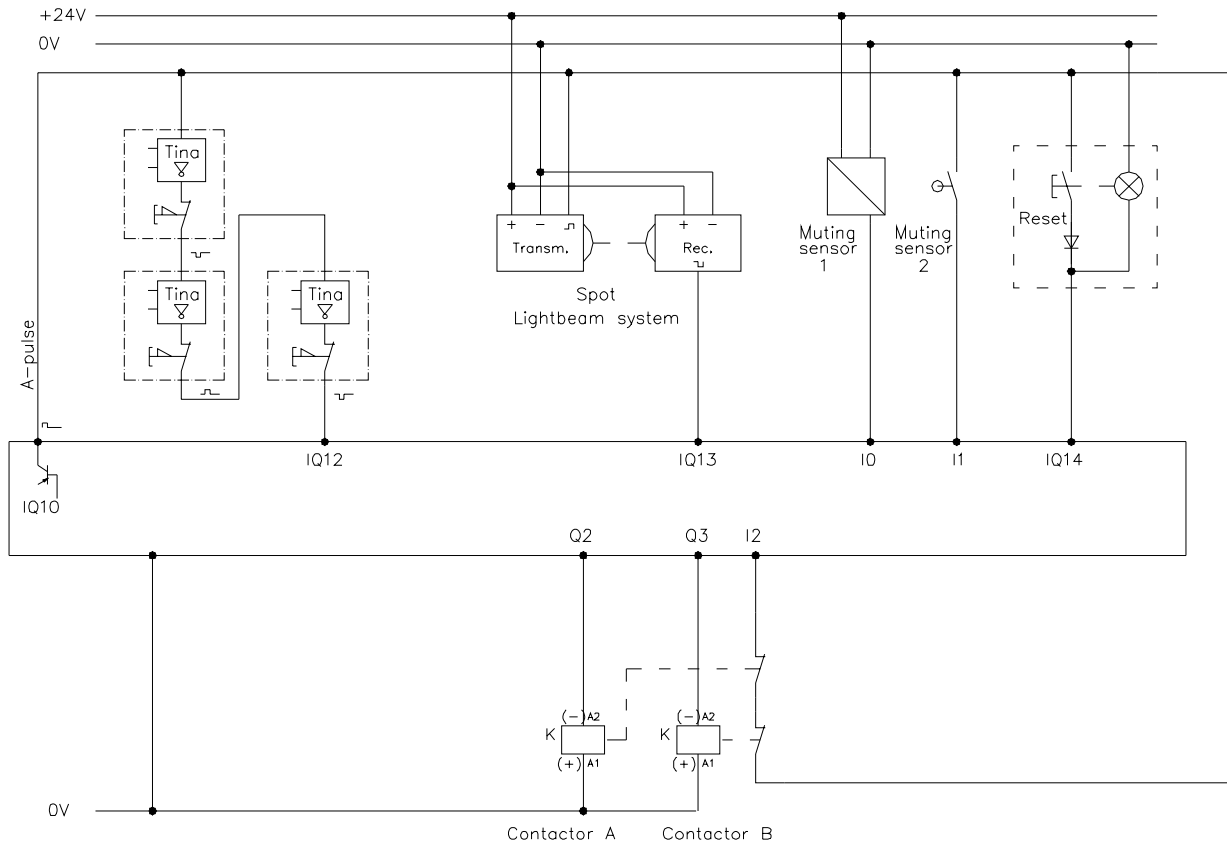 +24V
0V
Tina
+ − +
− + −
Transm.
Rec.
Spot
Lightbeam system
Muting
sensor
1
Muting
sensor
2
Reset
Tina
Tina
A-pulse
IQ12
IQ13
I0
I1
IQ14
IQ10
Q2
Q3
I2
(−) A2
K
(+) A1
(−) A2
K
(+) A1
0V
Contactor A
Contactor B